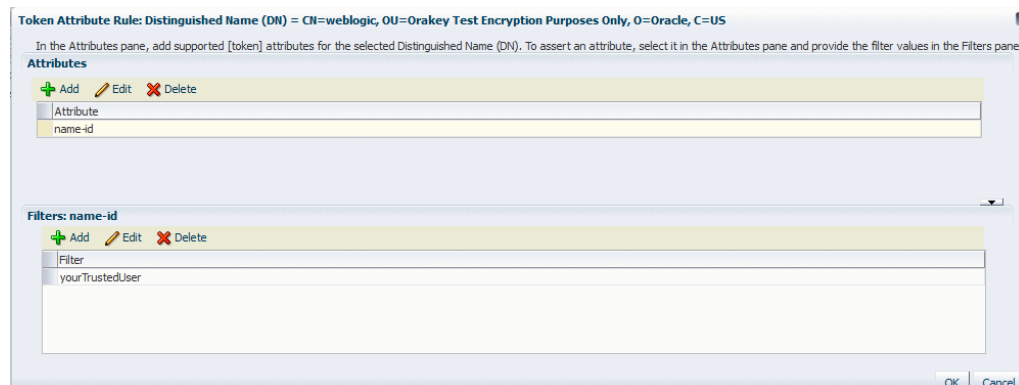 Token Attribute Rule: Distinguished Name (DN) = CN=weblogic, OU=Orakey Test Encryption Purposes Only, O=Oracle, C=US
In the Attributes pane, add supported [token] attributes for the selected Distinguished Name (DN). To assert an attribute, select it in the Attributes pane and provide the filter values in the Filters pane
Attributes
Add Edit Delete
Attribute
name-id
Filters: name-id
Add Edit Delete
Filter
yourTrustedUser
OK Cancel